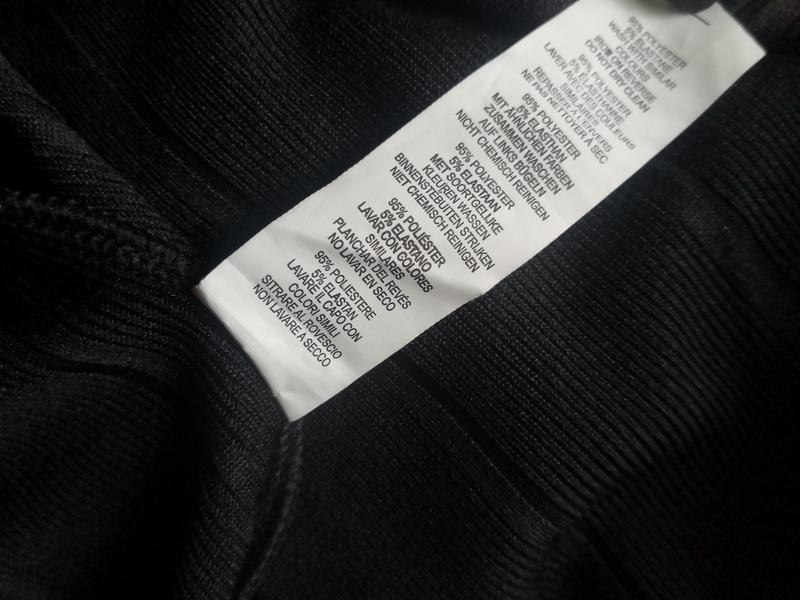 95% POLYESTER
5% ELASTANE
WASH WITH SIMILAR
COLOURS
IRON ON REVERSE
DO NOT DRY CLEAN
95% POLYESTER
5% ELASTHANNE
LAVER AVEC DES COULEURS
SIMILAIRES
REPASSER A L'ENVERS
NE PAS NETTOYER A SEC
95% POLYESTER
5% ELASTHAN
MIT ÄHNLICHEN FARBEN
ZUSAMMEN WASCHEN
AUF LINKS BÜGELN
NICHT CHEMISCH REINIGEN
95% POLYESTER
5% ELASTAAN
MET SOORTGELIJKE
KLEUREN WASSEN
BINNENSTEBUITEN STRIJKEN
NIET CHEMISCH REINIGEN
95% POLIÉSTER
5% ELASTANO
LAVAR CON COLORES
SIMILARES
PLANCHAR DEL REVÉS
NO LAVAR EN SECO
95% POLIESTERE
5% ELASTAN
LAVARE IL CAPO CON
COLORI SIMILI
SITRARE AL ROVESCIO
NON LAVARE A SECCO